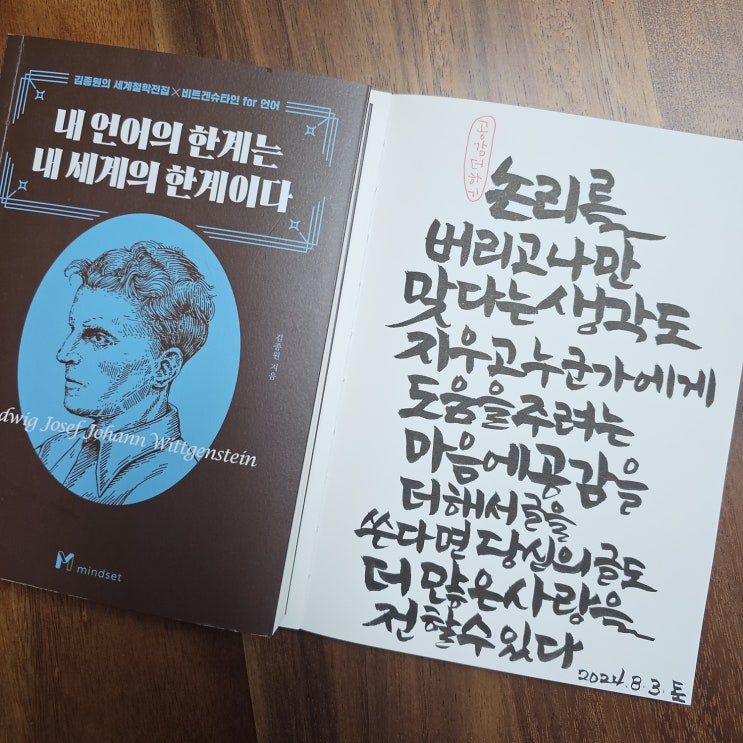 김종원의 세계철학전집×비트겐슈타인 for 언어
내 언어의 한계는
내 세계의 한계이다
김종원 지음
dwig Josef Johann Wittgenstein
mindset
공감더하기
논리를
버리고나만
맞다는생각도
지우고누군가에게
도움을주려는
마음에공감을
더해서글을
쓴다면당신의글도
더많은사랑을
전할수있다
2024.8.3.토